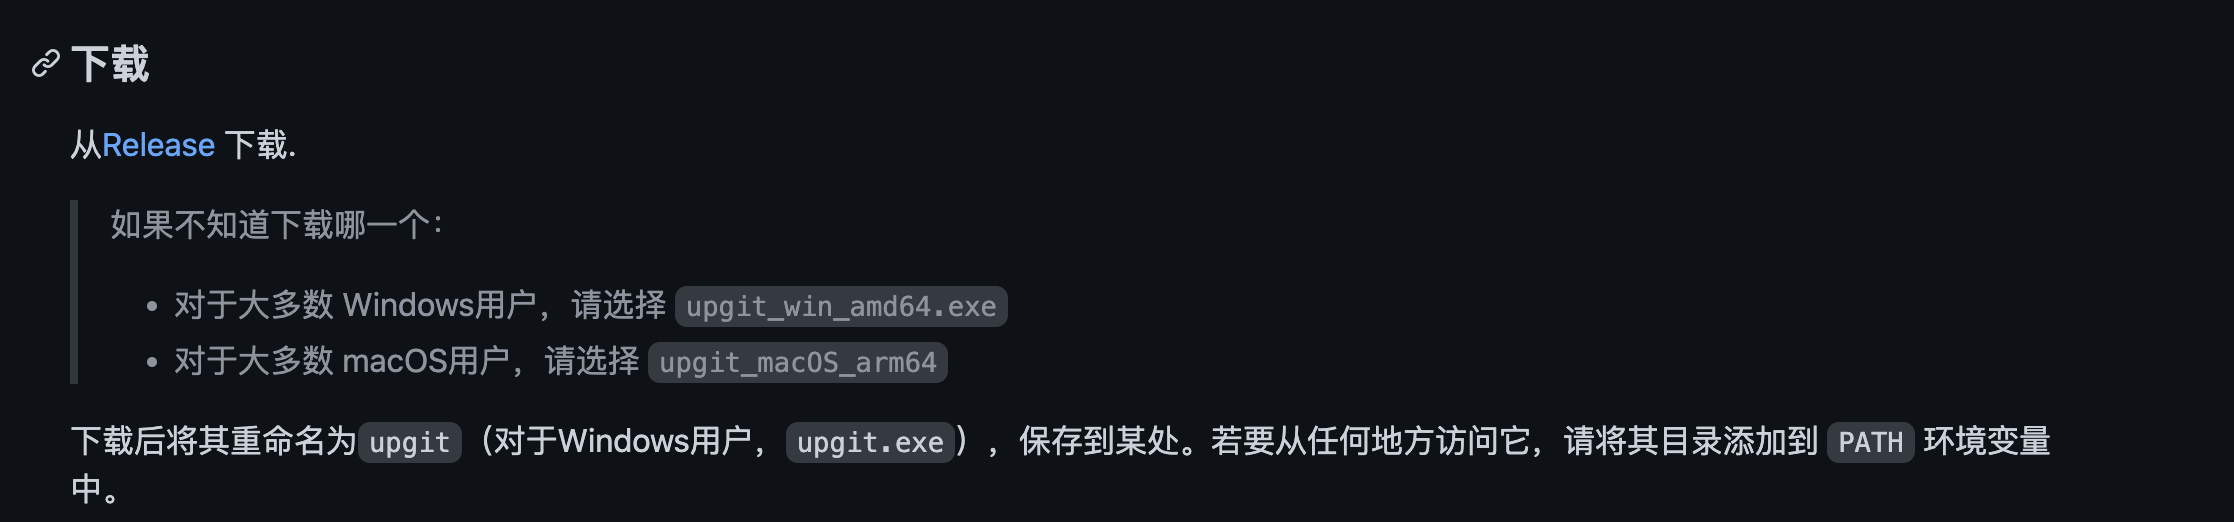 下载
从Release 下载.
如果不知道下载哪一个：
• 对于大多数 Windows用户，请选择 upgit_win_amd64.exe
• 对于大多数 macOS用户，请选择 upgit_macOS_arm64
下载后将其重命名为upgit（对于Windows用户，upgit.exe），保存到某处。若要从任何地方访问它，请将其目录添加到 PATH 环境变量
中。